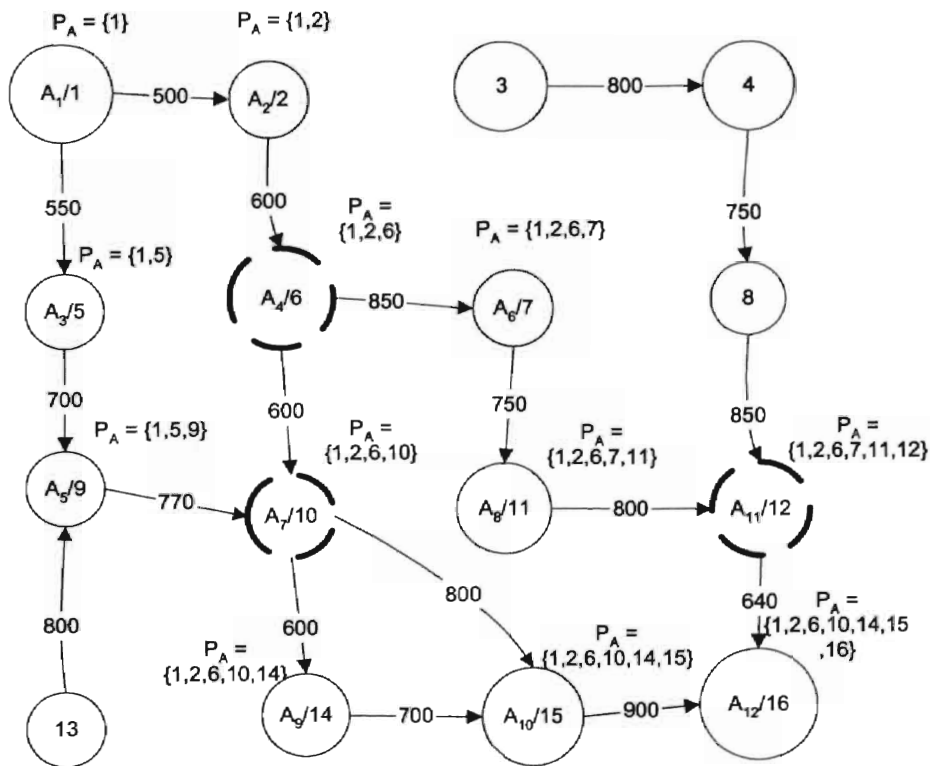 P_A = {1}
P_A = {1,2}
A_1/1
500
A_2/2
3
800
4
550
600
P_A =
{1,2,6}
750
P_A = {1,5}
P_A = {1,2,6,7}
A_3/5
A_4/6
850
A_6/7
8
700
600
750
850
P_A = {1,5,9}
P_A =
{1,2,6,10}
P_A =
{1,2,6,7,11}
P_A =
{1,2,6,7,11,12}
A_5/9
770
A_7/10
A_8/11
800
A_11/12
800
600
800
640
P_A =
{1,2,6,10,14,15
,16}
P_A =
{1,2,6,10,14}
P_A =
{1,2,6,10,14,15}
13
A_9/14
700
A_10/15
900
A_12/16